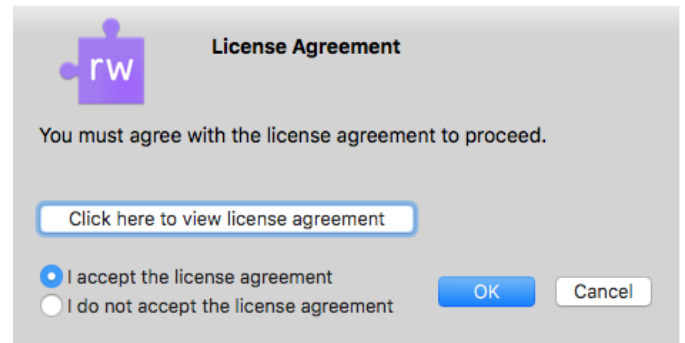 rw
License Agreement
You must agree with the license agreement to proceed.
Click here to view license agreement
I accept the license agreement
I do not accept the license agreement
OK
Cancel